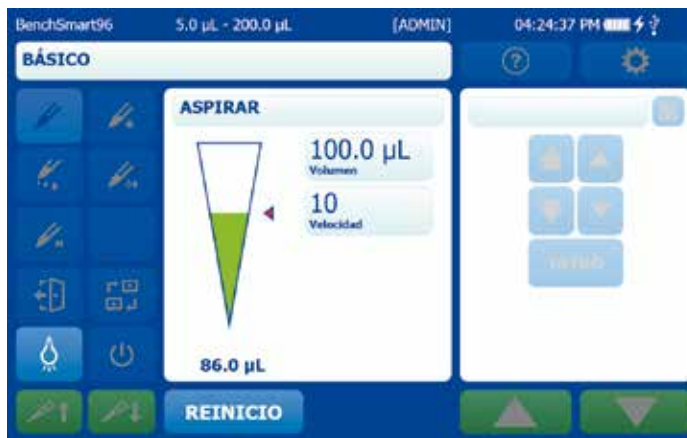 BenchSmart96 5.0 µL - 200.0 µL [ADMIN] 04:24:37 PM
BÁSICO
?
ASPIRAR
100.0 µL
Volumen
10
Velocidad
86.0 µL
REINICIO